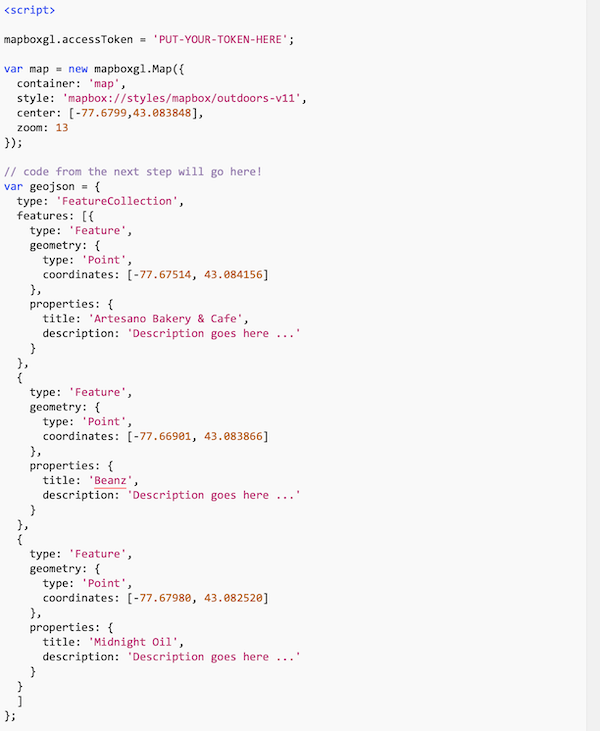 <script>
mapboxgl.accessToken = 'PUT-YOUR-TOKEN-HERE';
var map = new mapboxgl.Map({
  container: 'map',
  style: 'mapbox://styles/mapbox/outdoors-v11',
  center: [-77.6799,43.083848],
  zoom: 13
});
// code from the next step will go here!
var geojson = {
  type: 'FeatureCollection',
  features: [{
    type: 'Feature',
    geometry: {
      type: 'Point',
      coordinates: [-77.67514, 43.084156]
    },
    properties: {
      title: 'Artesano Bakery & Cafe',
      description: 'Description goes here ...'
    }
  },
  {
    type: 'Feature',
    geometry: {
      type: 'Point',
      coordinates: [-77.66901, 43.083866]
    },
    properties: {
      title: 'Beanz',
      description: 'Description goes here ...'
    }
  },
  {
    type: 'Feature',
    geometry: {
      type: 'Point',
      coordinates: [-77.67980, 43.082520]
    },
    properties: {
      title: 'Midnight Oil',
      description: 'Description goes here ...'
    }
  }
  ]
};